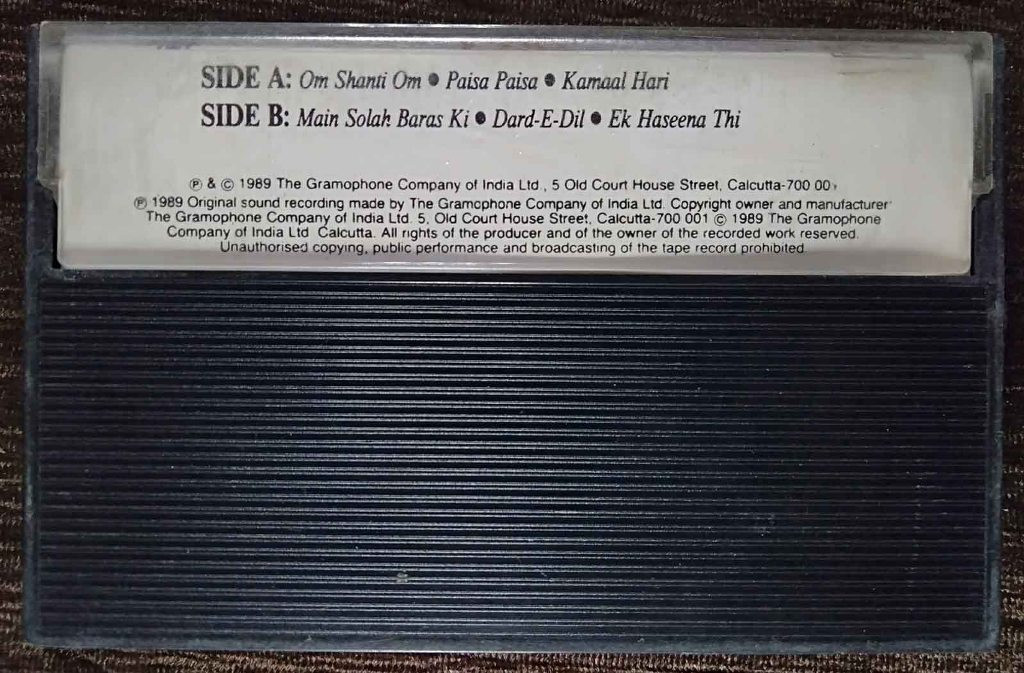 SIDE A: Om Shanti Om ● Paisa Paisa ● Kamaal Hari
SIDE B: Main Solah Baras Ki ● Dard-E-Dil ● Ek Haseena Thi
℗ & © 1989 The Gramophone Company of India Ltd., 5 Old Court House Street, Calcutta-700 00
℗ 1989 Original sound recording made by The Gramophone Company of India Ltd. Copyright owner and manufacturer
The Gramophone Company of India Ltd. 5, Old Court House Street, Calcutta-700 001 © 1989 The Gramophone
Company of India Ltd Calcutta. All rights of the producer and of the owner of the recorded work reserved.
Unauthorised copying, public performance and broadcasting of the tape record prohibited.